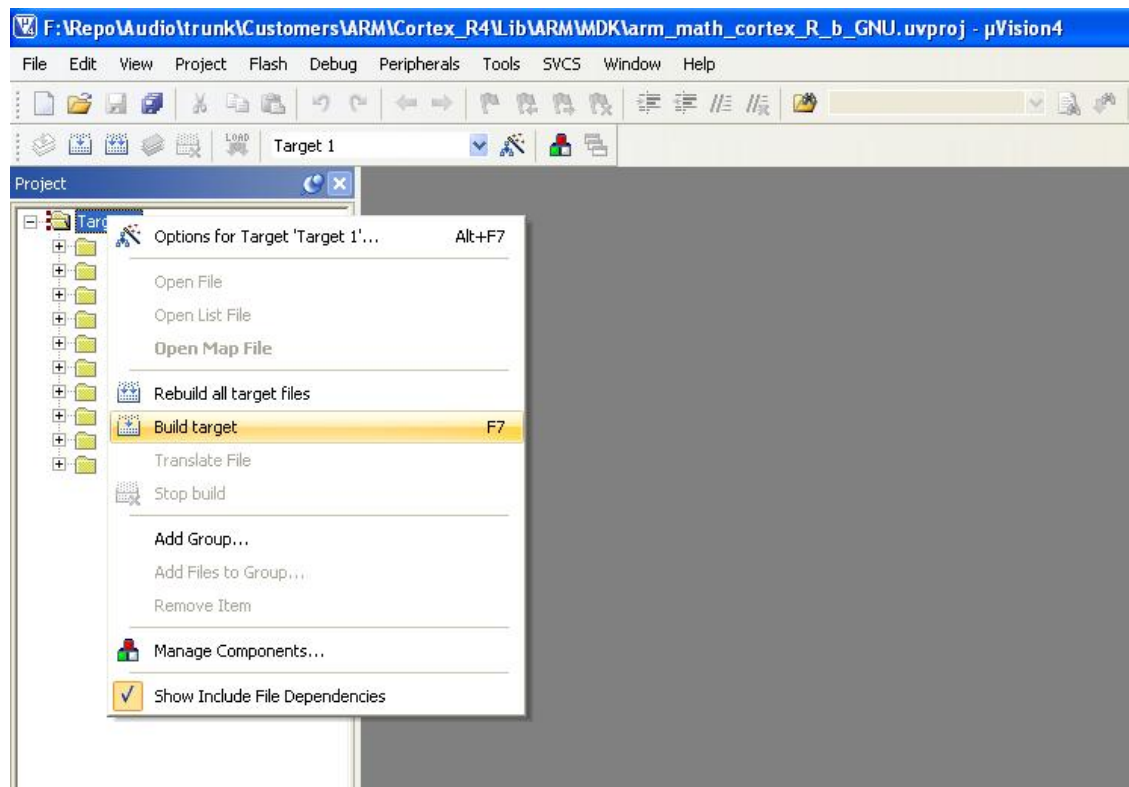 F:\Repo\Audio\trunk\Customers\ARM\Cortex_R4\Lib\ARM\MDK\arm_math_cortex_R_b_GNU.uvproj - µVision4
File Edit View Project Flash Debug Peripherals Tools SVCS Window Help
LOAD Target 1
Project
Options for Target 'Target 1'... Alt+F7
Open File
Open List File
Open Map File
Rebuild all target files
Build target F7
Translate File
Stop build
Add Group...
Add Files to Group...
Remove Item
Manage Components...
Show Include File Dependencies